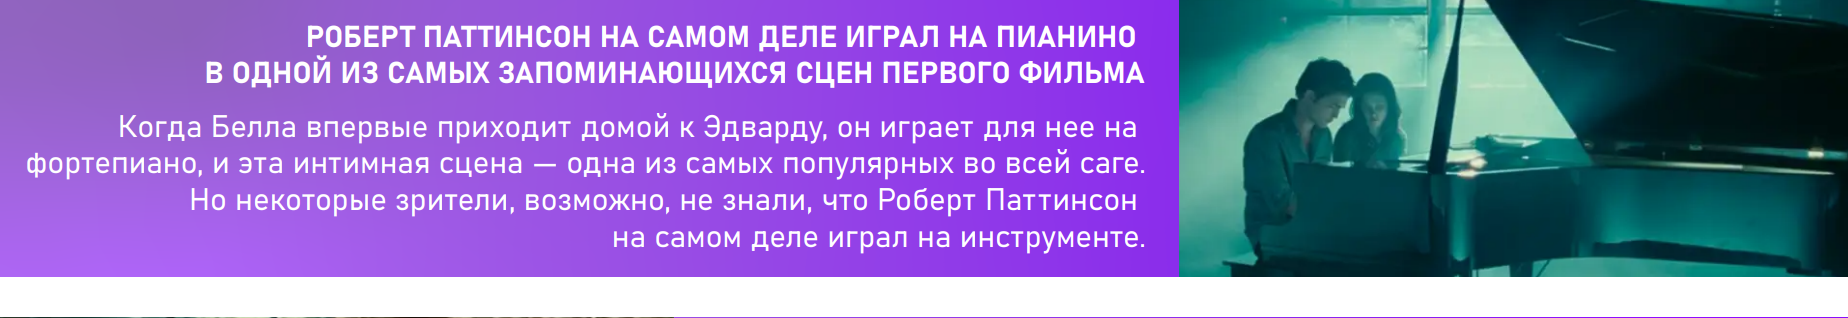 РОБЕРТ ПАТТИНСОН НА САМОМ ДЕЛЕ ИГРАЛ НА ПИАНИНО
В ОДНОЙ ИЗ САМЫХ ЗАПОМИНАЮЩИХСЯ СЦЕН ПЕРВОГО ФИЛЬМА
Когда Белла впервые приходит домой к Эдварду, он играет для нее на
фортепиано, и эта интимная сцена — одна из самых популярных во всей саге.
Но некоторые зрители, возможно, не знали, что Роберт Паттинсон
на самом деле играл на инструменте.